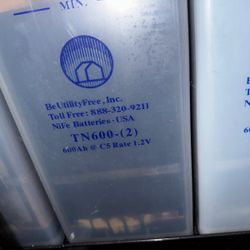 MIN.
BeUtilityFree, Inc.
Toll Free: 888-320-9211
NiFe Batteries - USA
TN600-(2)
600Ah @ C5 Rate 1.2V